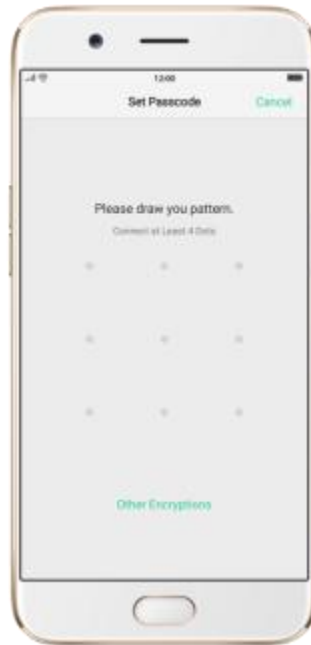 12:00
Set Passcode
Cancel
Please draw you pattern.
Connect at Least 4 Dots
Other Encryptions